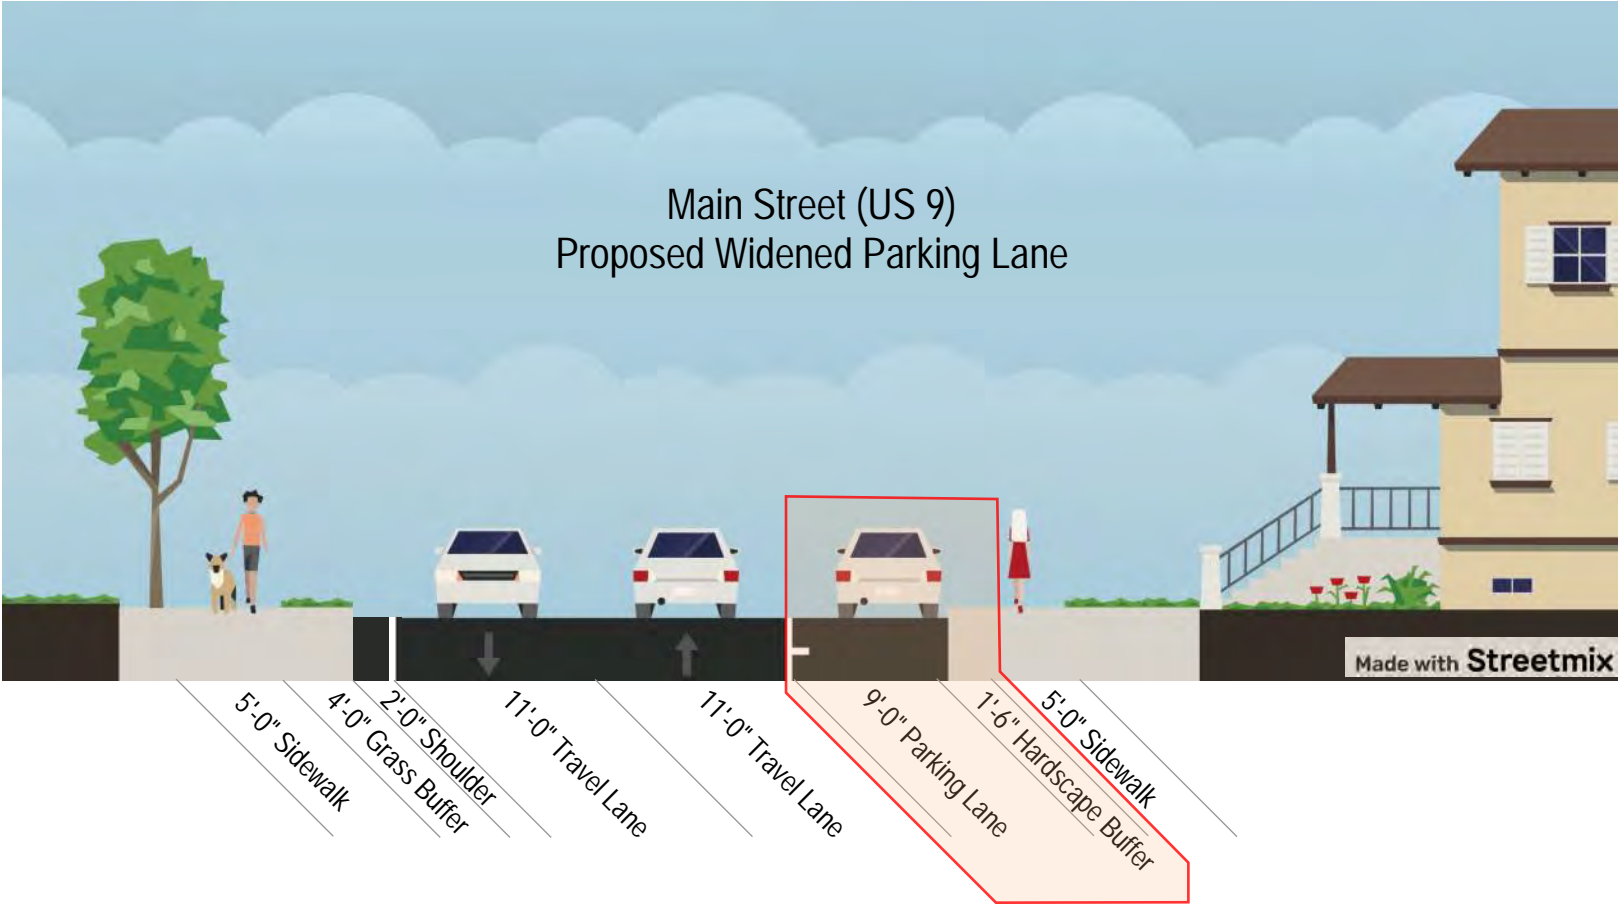 Main Street (US 9)
Proposed Widened Parking Lane
Made with Streetmix
5'-0" Sidewalk
4'-0" Grass Buffer
2'-0" Shoulder
11'-0" Travel Lane
11'-0" Travel Lane
9'-0" Parking Lane
1'-6" Hardscape Buffer
5'-0" Sidewalk